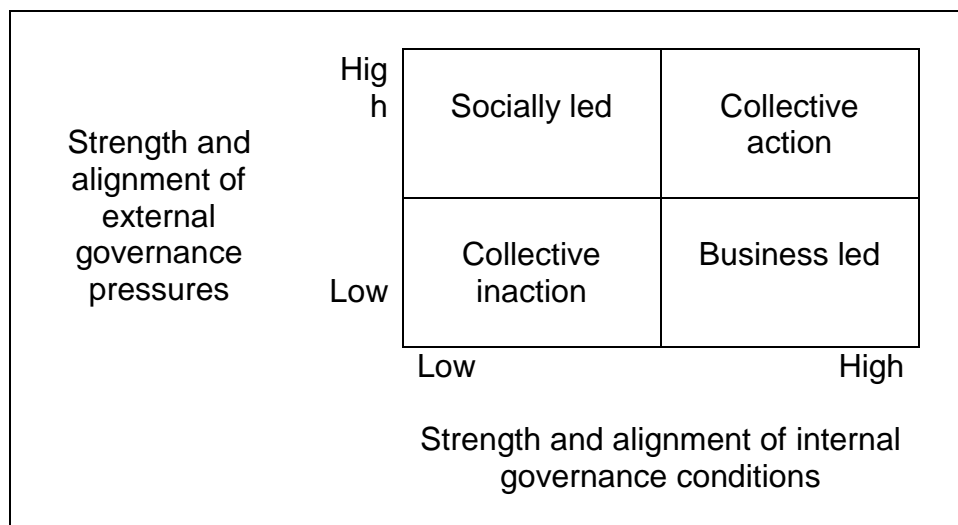 Hig
h
Socially led
Collective
action
Strength and
alignment of
external
governance
pressures
Low
Collective
inaction
Business led
Low
High
Strength and alignment of internal
governance conditions